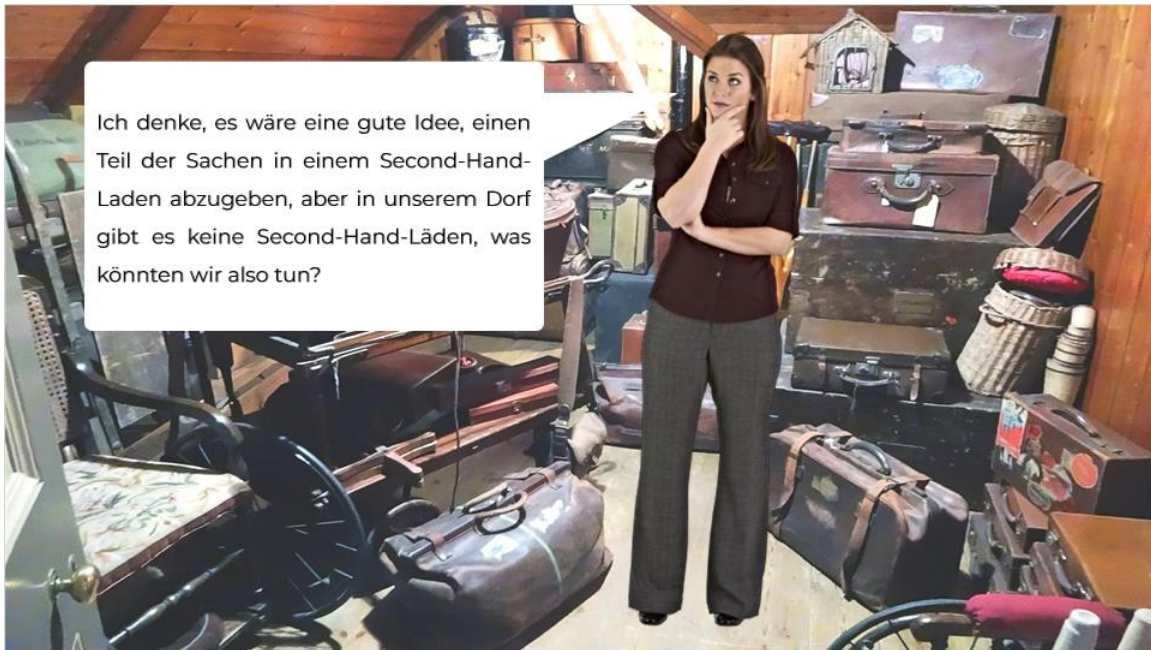 Ich denke, es wäre eine gute Idee, einen
Teil der Sachen in einem Second-Hand-
Laden abzugeben, aber in unserem Dorf
gibt es keine Second-Hand-Läden, was
könnten wir also tun?